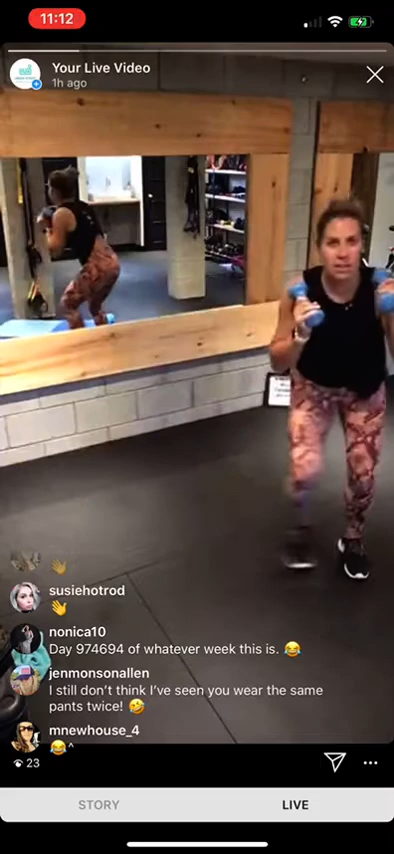 11:12
Your Live Video
1h ago
susiehotrod
👋
nonica10
Day 974694 of whatever week this is. 😂
jenmonsonallen
I still don't think I've seen you wear the
same
pants twice! 🤣
mnewhouse_4
😂^
23
STORY
LIVE